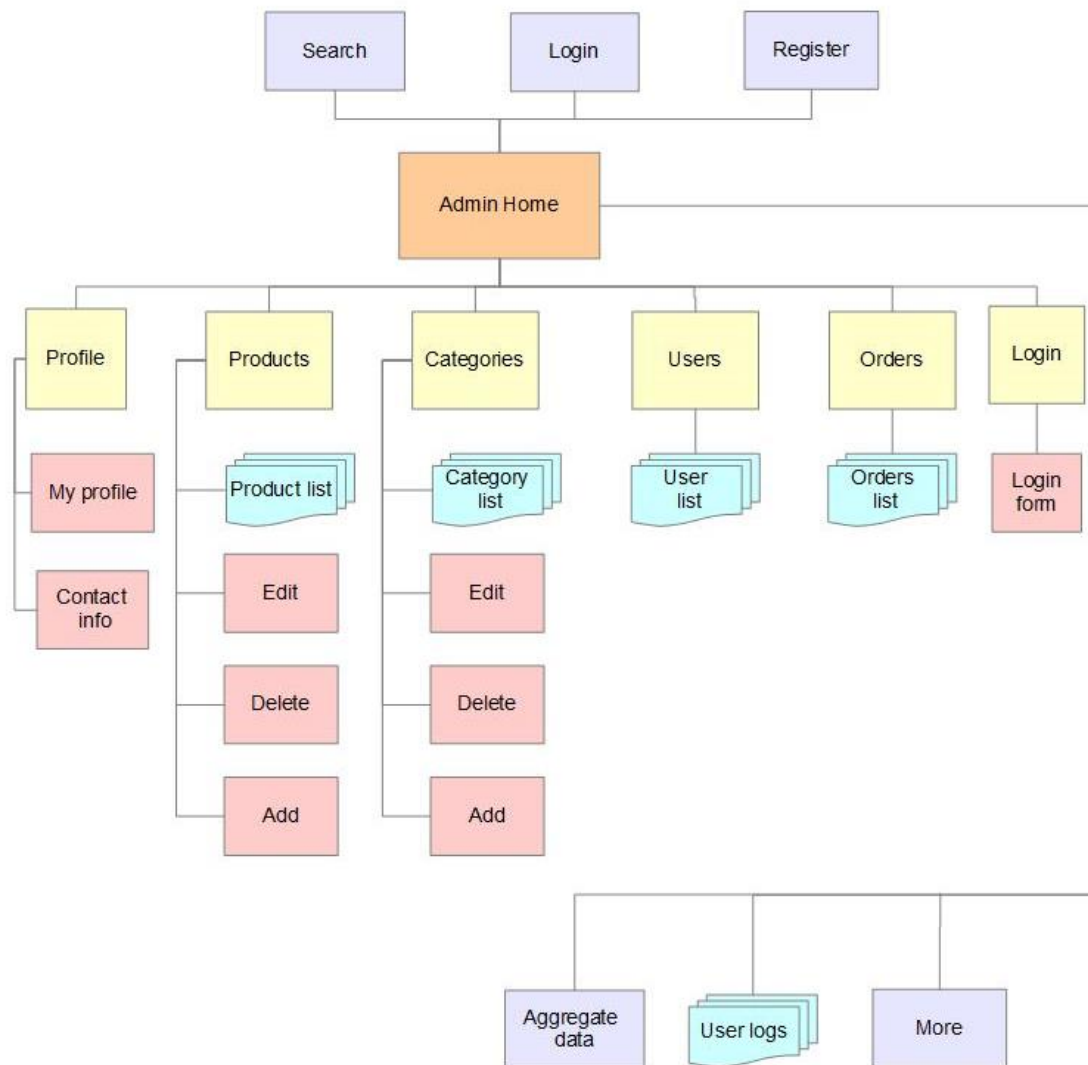 Search
Login
Register
Admin Home
Profile
Products
Categories
Users
Orders
Login
My profile
Product list
Category
list
User
list
Orders
list
Login
form
Contact
info
Edit
Edit
Delete
Delete
Add
Add
Aggregate
data
User logs
More